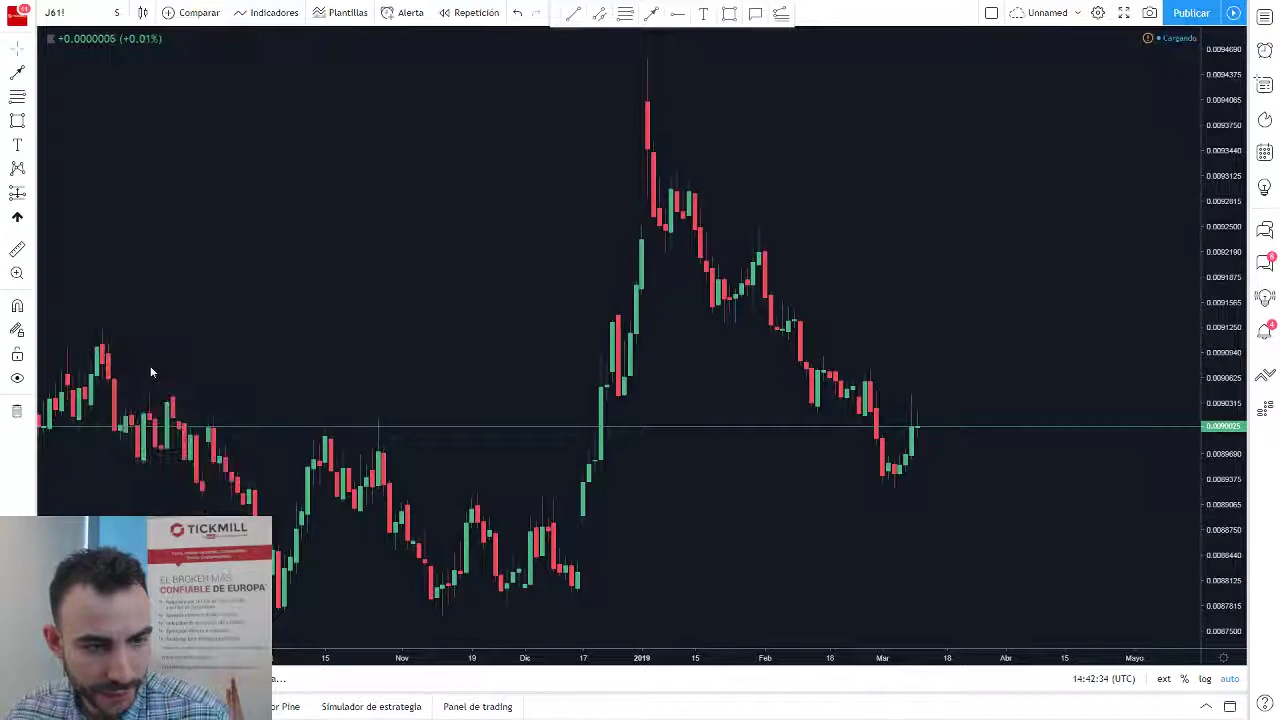 11
J61!
S
Comparar
Indicadores
Plantillas
Alerta
Repetición
Unnamed
Publicar
+0.0000006 (+0.01%)
Cargando
0.0094690
0.0094375
0.0094065
0.0093750
0.0093440
0.0093125
0.0092815
0.0092500
0.0092190
0.0091875
0.0091565
0.0091250
0.0090940
0.0090625
0.0090315
0.0090025
0.0089690
0.0089375
0.0089065
0.0088750
0.0088440
0.0088125
0.0087815
0.0087500
6
4
TICKMILL
EL BROKER MÁS
CONFIABLE DE EUROPA
15
Nov
19
Dic
17
2019
15
Feb
18
Mar
18
Abr
15
Mayo
a...
14:42:34 (UTC)
ext
%
log
auto
or Pine
Simulador de estrategia
Panel de trading